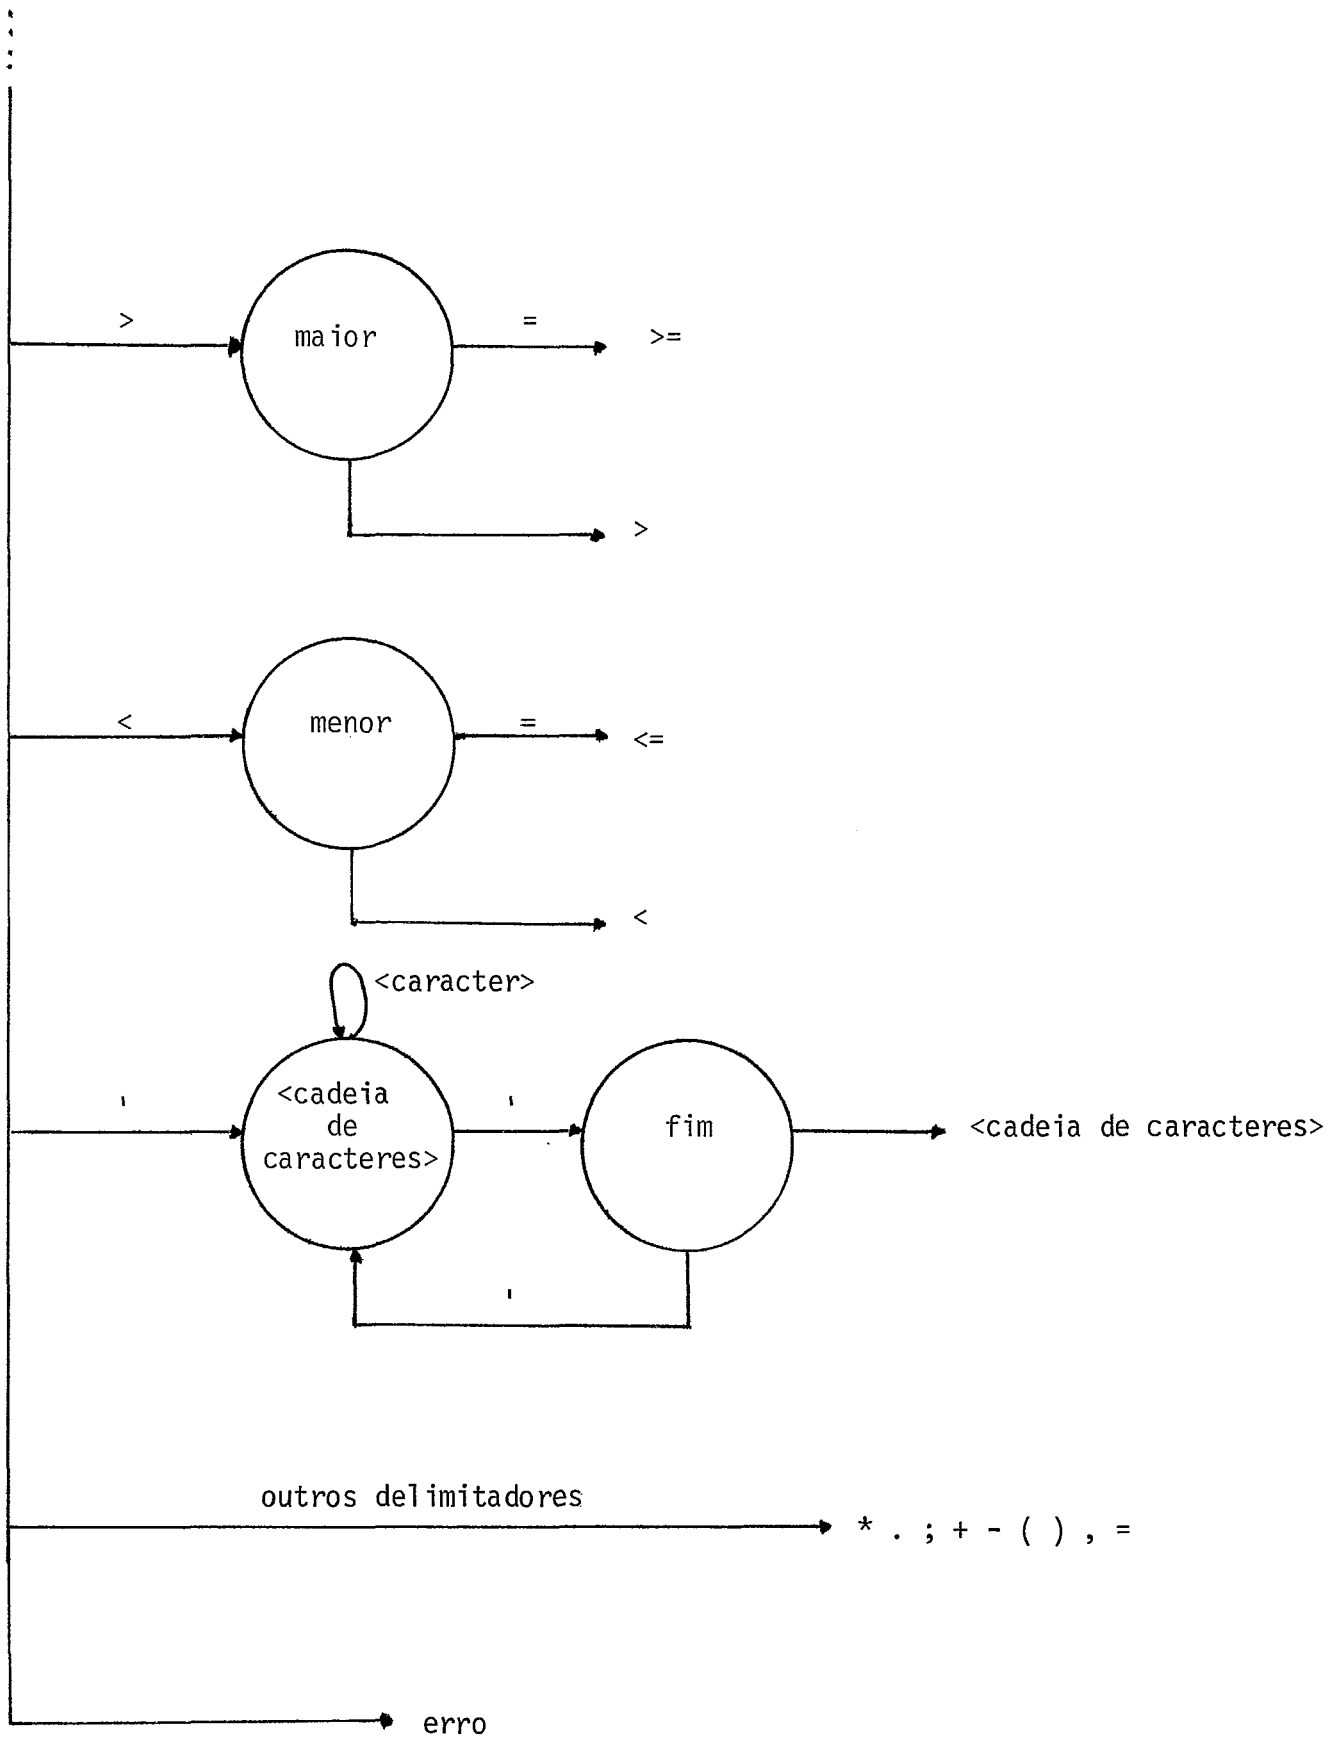 > maior = >=
>
< menor = <=
<
<caracter>
' <cadeia de caracteres> ' fim <cadeia de caracteres>
'
outros delimitadores
* . ; + - ( ) , =
erro